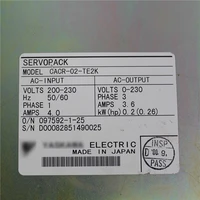 SERVOPACK
MODEL CACR-02-TE2K
AC-INPUT AC-OUTPUT
VOLTS 200-230 VOLTS 0-230
Hz 50/60 PHASE 3
PHASE 1 AMPS 3.6
AMPS 4.0 kW(hp) 0.2(0.26)
O/N 097592-1-25
S/N D00082851490025
YASKAWA ELECTRIC
MADE IN JAPAN
INSP.
PASS